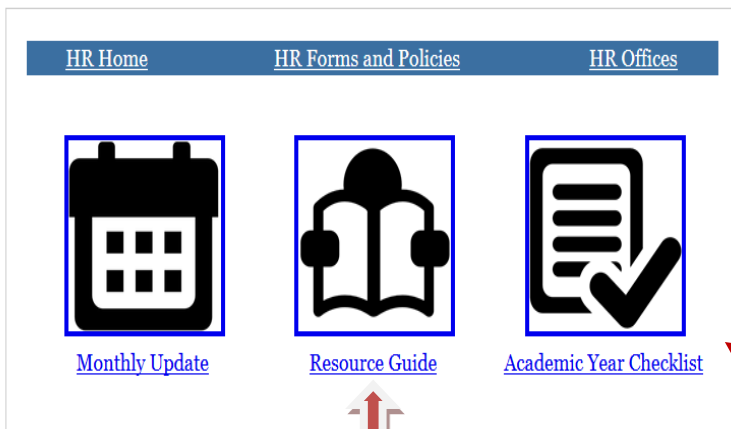 HR Home HR Forms and Policies HR Offices
Monthly Update Resource Guide Academic Year Checklist